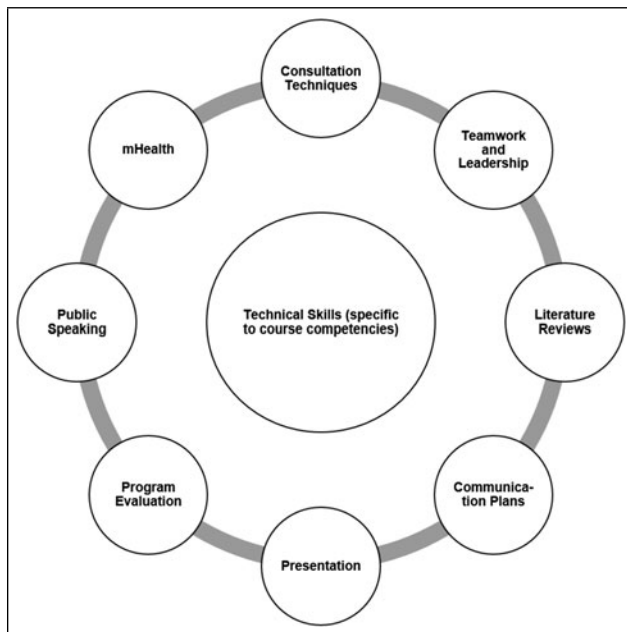 Consultation
Techniques
Teamwork
and
Leadership
Literature
Reviews
Communica-
tion Plans
Presentation
Program
Evaluation
Public
Speaking
mHealth
Technical Skills (specific
to course competencies)